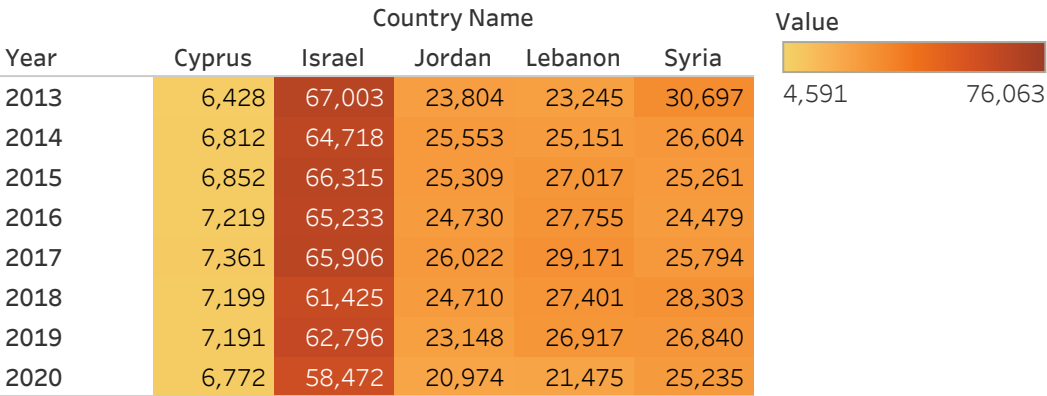 Country Name
Value
Year Cyprus Israel Jordan Lebanon Syria
4,591 76,063
2013 6,428 67,003 23,804 23,245 30,697
2014 6,812 64,718 25,553 25,151 26,604
2015 6,852 66,315 25,309 27,017 25,261
2016 7,219 65,233 24,730 27,755 24,479
2017 7,361 65,906 26,022 29,171 25,794
2018 7,199 61,425 24,710 27,401 28,303
2019 7,191 62,796 23,148 26,917 26,840
2020 6,772 58,472 20,974 21,475 25,235